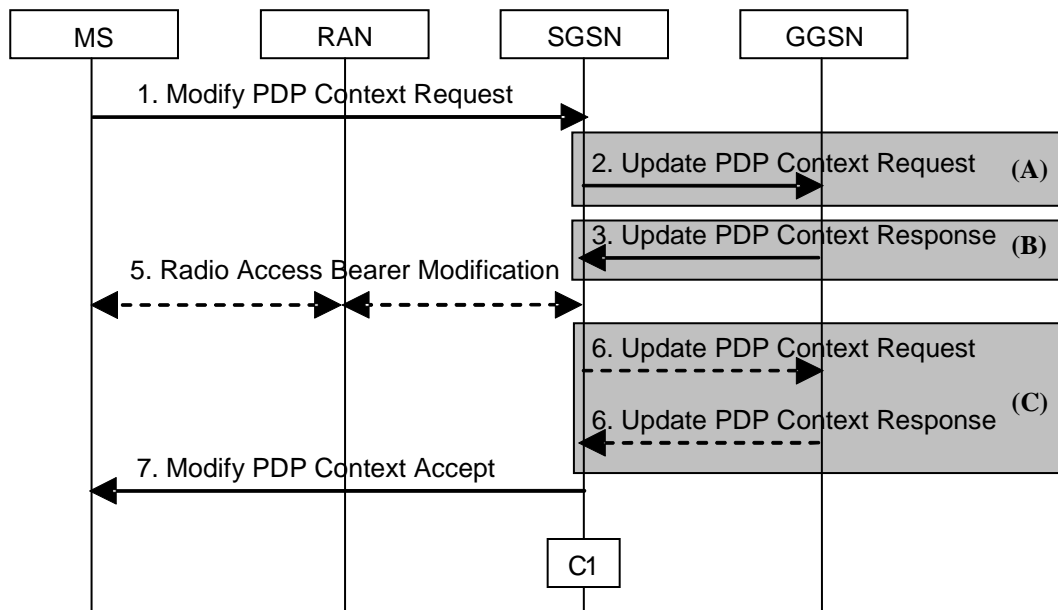 MS
RAN
SGSN
GGSN
1. Modify PDP Context Request
2. Update PDP Context Request
(A)
3. Update PDP Context Response
(B)
5. Radio Access Bearer Modification
6. Update PDP Context Request
(C)
6. Update PDP Context Response
7. Modify PDP Context Accept
C1